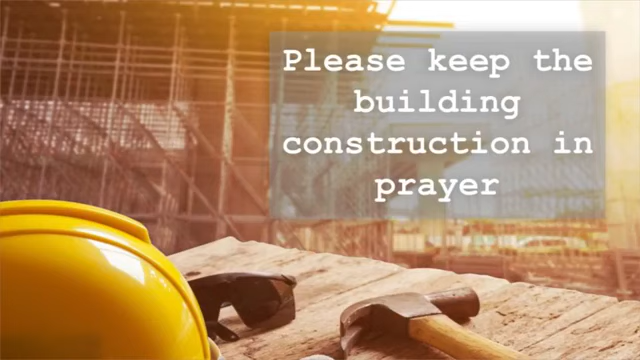 Please keep the
building
construction in
prayer